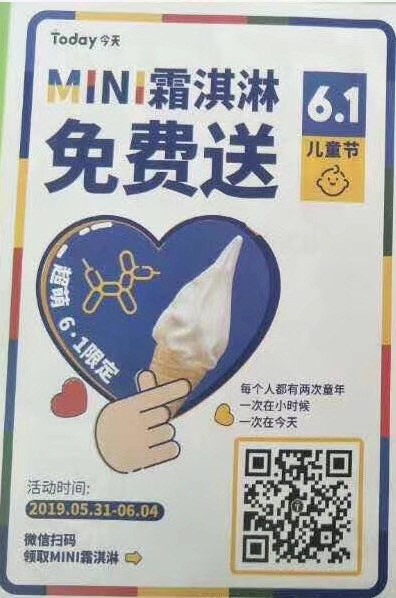 Today 今天
MINI霜淇淋
免费送
6.1
儿童节
超萌 6·1限定
每个人都有两次童年
一次在小时候
一次在今天
活动时间:
2019.05.31-06.04
微信扫码
领取MINI霜淇淋